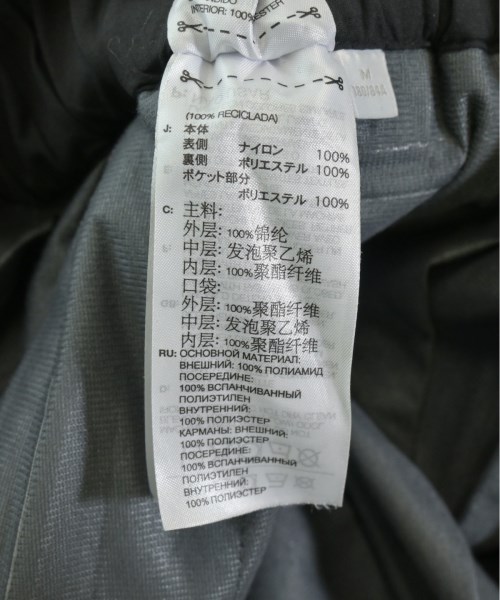 INTERIOR: 100%
(100% RECICLADA)
J: 本体
表側 ナイロン 100%
裏側 ポリエステル 100%
ポケット部分
ポリエステル 100%
C: 主料:
外层: 100%锦纶
中层: 发泡聚乙烯
内层: 100%聚酯纤维
口袋:
外层: 100%聚酯纤维
中层: 发泡聚乙烯
内层: 100%聚酯纤维
RU: ОСНОВНОЙ МАТЕРИАЛ:
ВНЕШНИЙ: 100% ПОЛИАМИД
ПОСЕРЕДИНЕ:
100% ВСПАНЧИВАННЫЙ
ПОЛИЭТИЛЕН
ВНУТРЕННИЙ:
100% ПОЛИЭСТЕР
КАРМАНЫ: ВНЕШНИЙ:
100% ПОЛИЭСТЕР
ПОСЕРЕДИНЕ:
100% ВСПАНЧИВАННЫЙ
ПОЛИЭТИЛЕН
ВНУТРЕННИЙ:
100% ПОЛИЭСТЕР
M